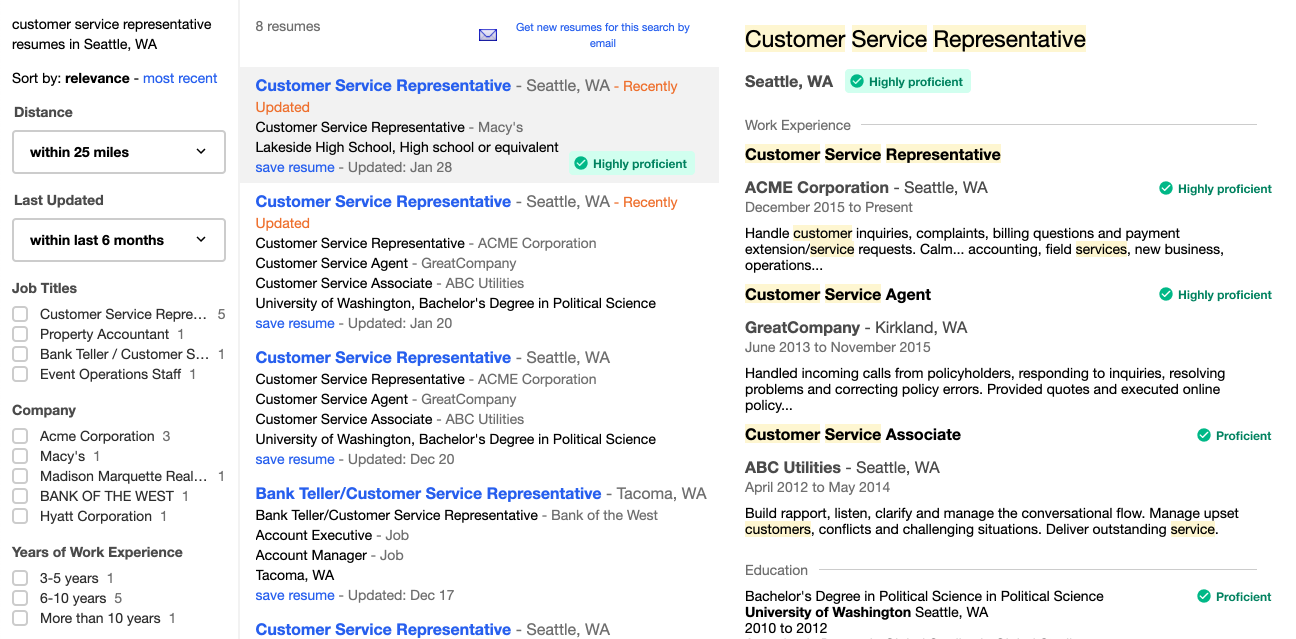 customer service representative
resumes in Seattle, WA
Sort by: relevance - most recent
Distance
within 25 miles
Last Updated
within last 6 months
Job Titles
Customer Service Repre... 5
Property Accountant 1
Bank Teller / Customer S... 1
Event Operations Staff 1
Company
Acme Corporation 3
Macy's 1
Madison Marquette Real... 1
BANK OF THE WEST 1
Hyatt Corporation 1
Years of Work Experience
3-5 years 1
6-10 years 5
More than 10 years 1
8 resumes
Get new resumes for this search by
email
Customer Service Representative - Seattle, WA - Recently
Updated
Customer Service Representative - Macy's
Lakeside High School, High school or equivalent
save resume - Updated: Jan 28
Highly proficient
Customer Service Representative - Seattle, WA - Recently
Updated
Customer Service Representative - ACME Corporation
Customer Service Agent - GreatCompany
Customer Service Associate - ABC Utilities
University of Washington, Bachelor's Degree in Political Science
save resume - Updated: Jan 20
Customer Service Representative - Seattle, WA
Customer Service Representative - ACME Corporation
Customer Service Agent - GreatCompany
Customer Service Associate - ABC Utilities
University of Washington, Bachelor's Degree in Political Science
save resume - Updated: Dec 20
Bank Teller/Customer Service Representative - Tacoma, WA
Bank Teller/Customer Service Representative - Bank of the West
Account Executive - Job
Account Manager - Job
Tacoma, WA
save resume - Updated: Dec 17
Customer Service Representative - Seattle, WA
Customer Service Representative
Seattle, WA Highly proficient
Work Experience
Customer Service Representative
ACME Corporation - Seattle, WA Highly proficient
December 2015 to Present
Handle customer inquiries, complaints, billing questions and payment
extension/service requests. Calm... accounting, field services, new business,
operations...
Customer Service Agent Highly proficient
GreatCompany - Kirkland, WA
June 2013 to November 2015
Handled incoming calls from policyholders, responding to inquiries, resolving
problems and correcting policy errors. Provided quotes and executed online
policy...
Customer Service Associate Proficient
ABC Utilities - Seattle, WA
April 2012 to May 2014
Build rapport, listen, clarify and manage the conversational flow. Manage upset
customers, conflicts and challenging situations. Deliver outstanding service.
Education
Bachelor's Degree in Political Science in Political Science Proficient
University of Washington Seattle, WA
2010 to 2012